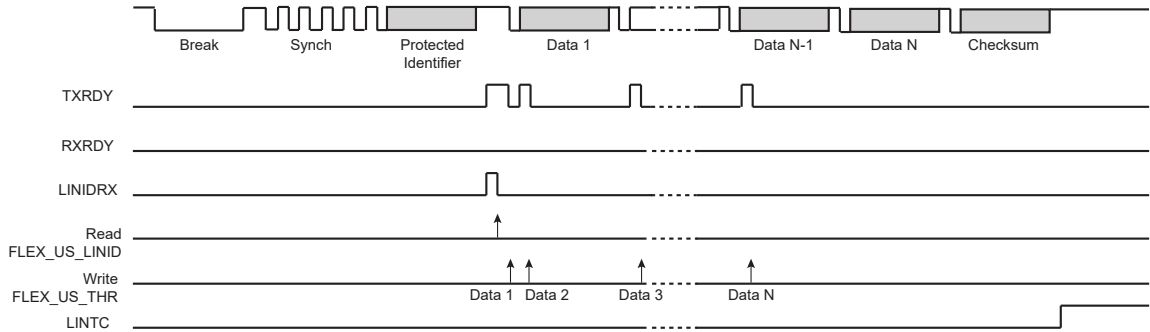 Break
Synch
Protected
Identifier
Data 1
Data N-1
Data N
Checksum
TXRDY
RXRDY
LINIDRX
Read
FLEX_US_LINID
Write
FLEX_US_THR
Data 1
Data 2
Data 3
Data N
LINTC